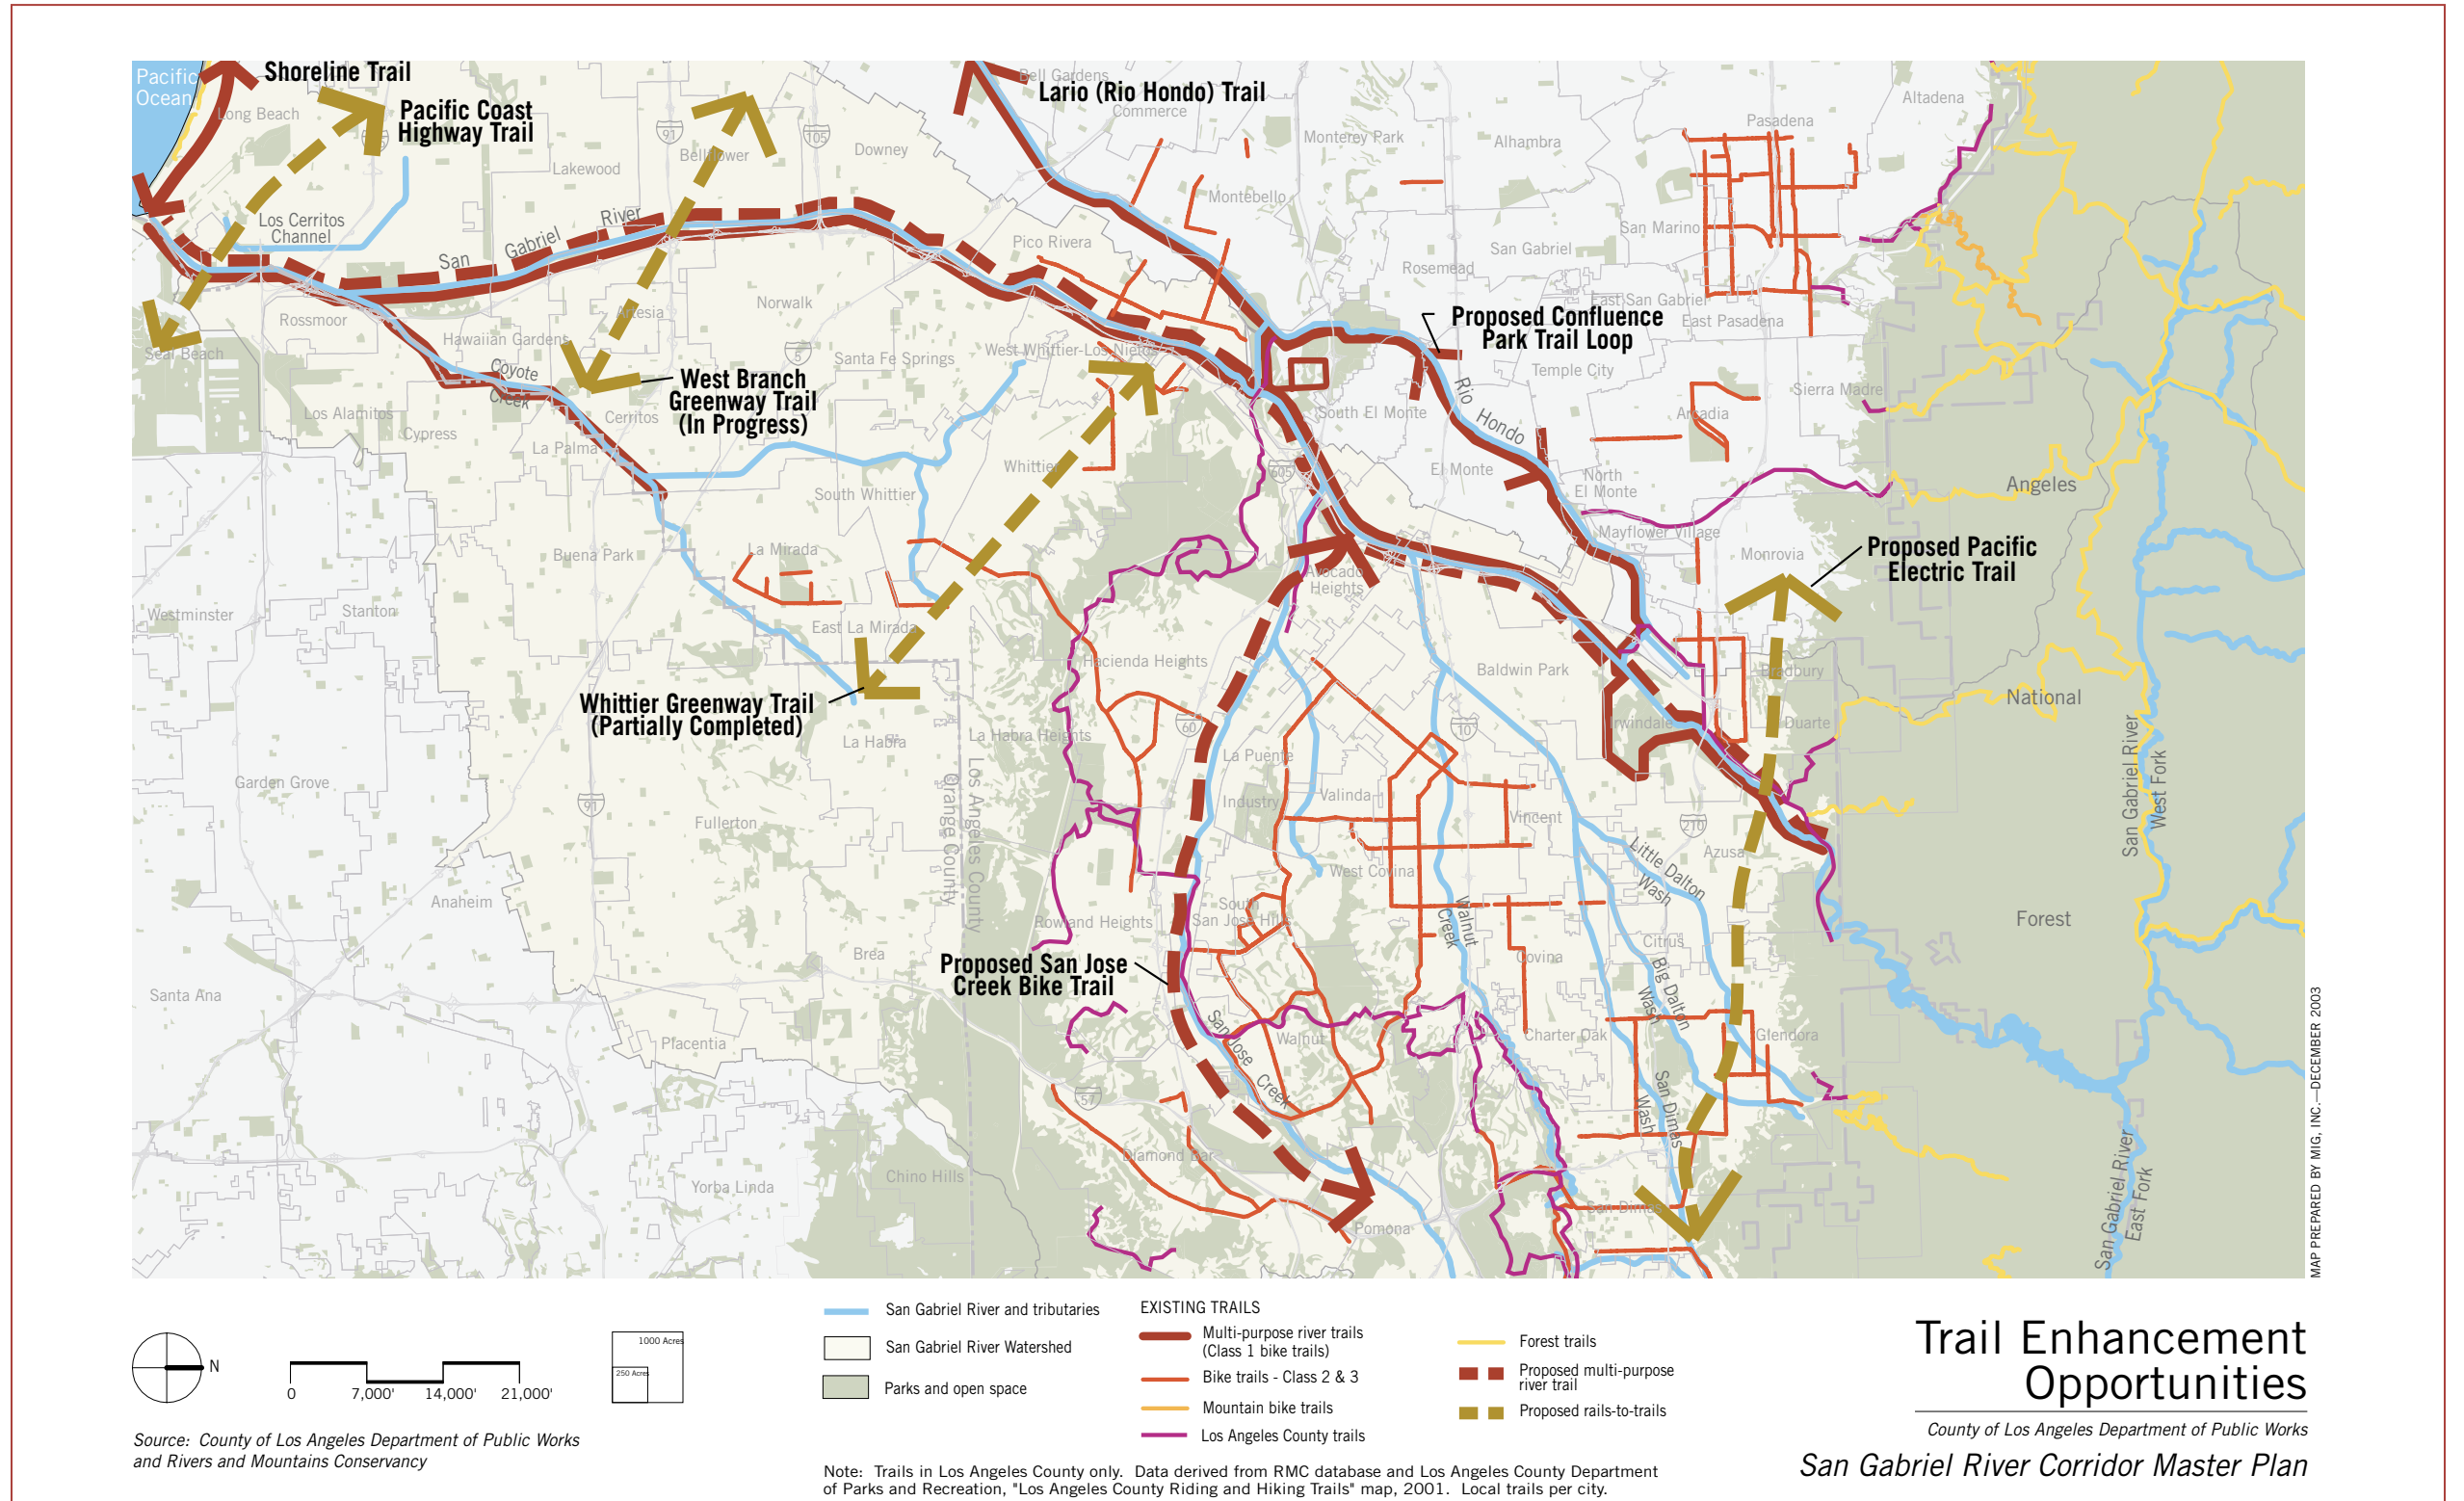 Pacific
Ocean
Shoreline Trail
Long Beach
Pacific Coast
Highway Trail
Lakewood
91
Bellflower
105
Downey
Lario (Rio Hondo) Trail
Bell Gardens
Commerce
Monterey Park
Alhambra
Pasadena
Altadena
Montebello
Los Cerritos
Channel
San Gabriel River
Pico Rivera
San Marino
San Gabriel
Rosemead
East San Gabriel
East Pasadena
Rossmoor
Norwalk
Artesia
Hawaiian Gardens
Seal Beach
5
Santa Fe Springs
West Whittier-Los Nietos
Proposed Confluence
Park Trail Loop
Temple City
Sierra Madre
Coyote
Creek
West Branch
Greenway Trail
(In Progress)
Los Alamitos
Cypress
Cerritos
La Palma
South El Monte
Rio Hondo
Arcadia
Whittier
605
El Monte
North
El Monte
Angeles
South Whittier
Mayflower Village
Monrovia
Proposed Pacific
Electric Trail
Buena Park
La Mirada
Avocado
Heights
Westminster
Stanton
East La Mirada
Hacienda Heights
Baldwin Park
Bradbury
National
Whittier Greenway Trail
(Partially Completed)
La Habra
La Habra Heights
60
10
Irwindale
Duarte
La Puente
Garden Grove
91
Fullerton
Orange County
Los Angeles County
Industry
Valinda
Vincent
210
Azusa
San Gabriel River
West Fork
Little Dalton
Wash
West Covina
Anaheim
Rowland Heights
South
San Jose Hills
Walnut
Creek
Forest
Brea
Citrus
Covina
Proposed San Jose
Creek Bike Trail
Big Dalton
Wash
Santa Ana
Placentia
San Jose Creek
Walnut
Charter Oak
Glendora
57
San Dimas
Wash
Diamond Bar
Chino Hills
Yorba Linda
San Dimas
Pomona
San Gabriel River
East Fork
MAP PREPARED BY MIG, INC.—DECEMBER 2003
N
0 7,000' 14,000' 21,000'
1000 Acres
250 Acres
San Gabriel River and tributaries
San Gabriel River Watershed
Parks and open space
EXISTING TRAILS
Multi-purpose river trails
(Class 1 bike trails)
Bike trails - Class 2 & 3
Mountain bike trails
Los Angeles County trails
Forest trails
Proposed multi-purpose
river trail
Proposed rails-to-trails
Source: County of Los Angeles Department of Public Works
and Rivers and Mountains Conservancy
Note: Trails in Los Angeles County only. Data derived from RMC database and Los Angeles County Department
of Parks and Recreation, "Los Angeles County Riding and Hiking Trails" map, 2001. Local trails per city.
Trail Enhancement
Opportunities
County of Los Angeles Department of Public Works
San Gabriel River Corridor Master Plan